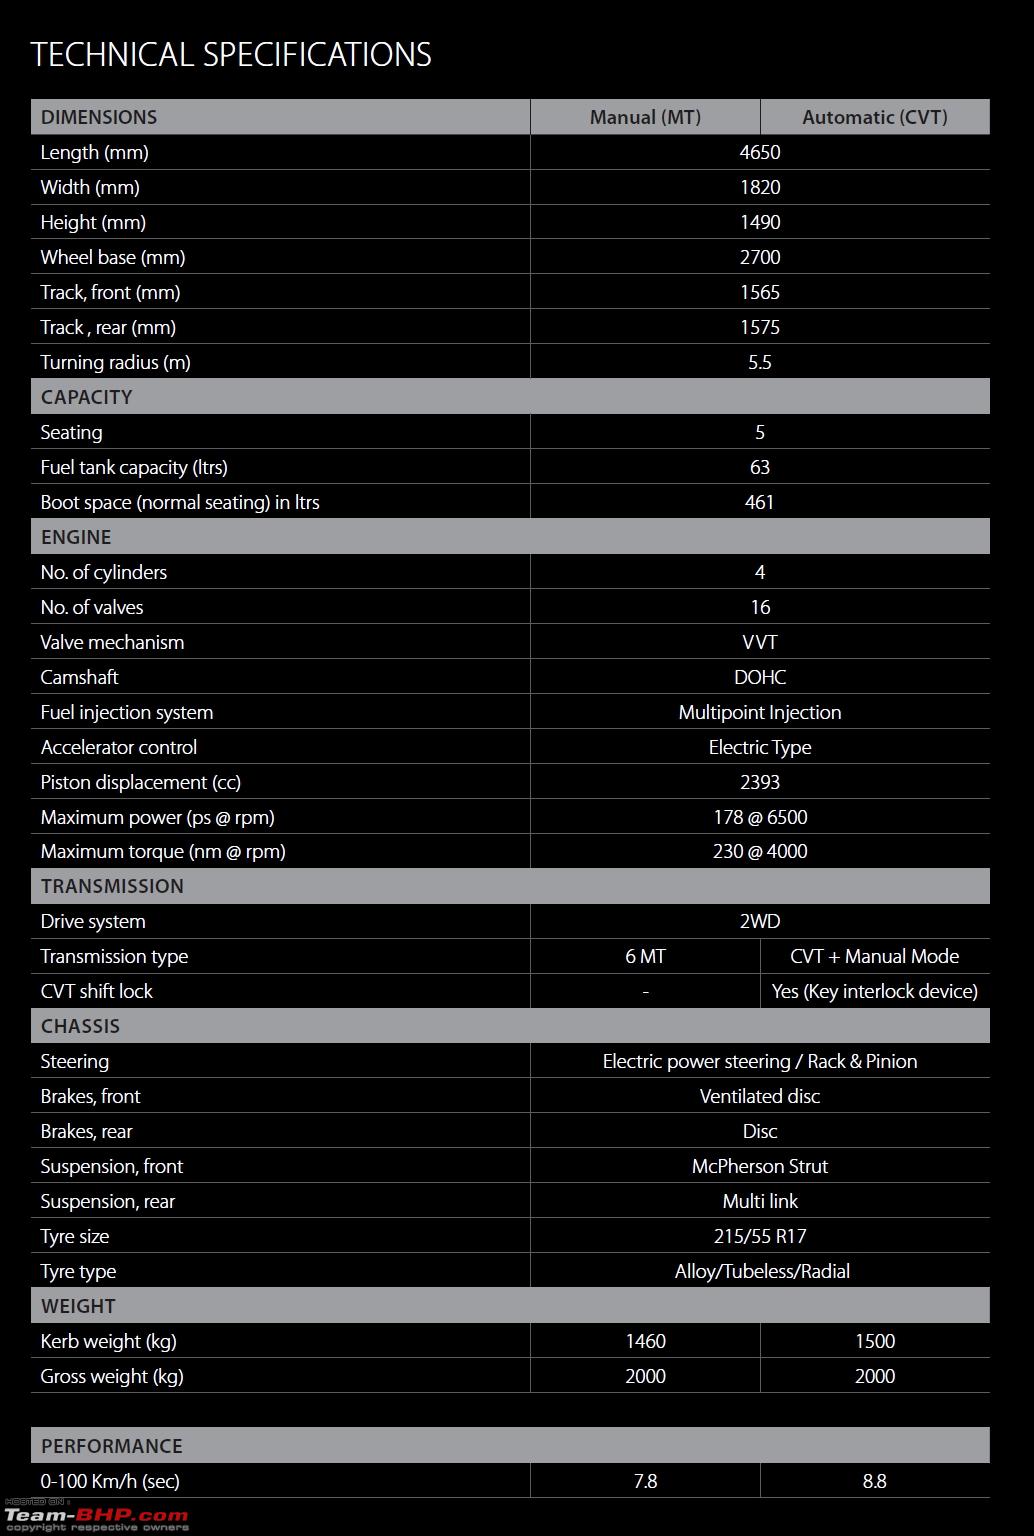 TECHNICAL SPECIFICATIONS
DIMENSIONS Manual (MT) Automatic (CVT)
Length (mm) 4650
Width (mm) 1820
Height (mm) 1490
Wheel base (mm) 2700
Track, front (mm) 1565
Track , rear (mm) 1575
Turning radius (m) 5.5
CAPACITY
Seating 5
Fuel tank capacity (ltrs) 63
Boot space (normal seating) in ltrs 461
ENGINE
No. of cylinders 4
No. of valves 16
Valve mechanism VVT
Camshaft DOHC
Fuel injection system Multipoint Injection
Accelerator control Electric Type
Piston displacement (cc) 2393
Maximum power (ps @ rpm) 178 @ 6500
Maximum torque (nm @ rpm) 230 @ 4000
TRANSMISSION
Drive system 2WD
Transmission type 6 MT CVT + Manual Mode
CVT shift lock - Yes (Key interlock device)
CHASSIS
Steering Electric power steering / Rack & Pinion
Brakes, front Ventilated disc
Brakes, rear Disc
Suspension, front McPherson Strut
Suspension, rear Multi link
Tyre size 215/55 R17
Tyre type Alloy/Tubeless/Radial
WEIGHT
Kerb weight (kg) 1460 1500
Gross weight (kg) 2000 2000
PERFORMANCE
0-100 Km/h (sec) 7.8 8.8
HOSTED ON :
Team-BHP.com
copyright respective owners